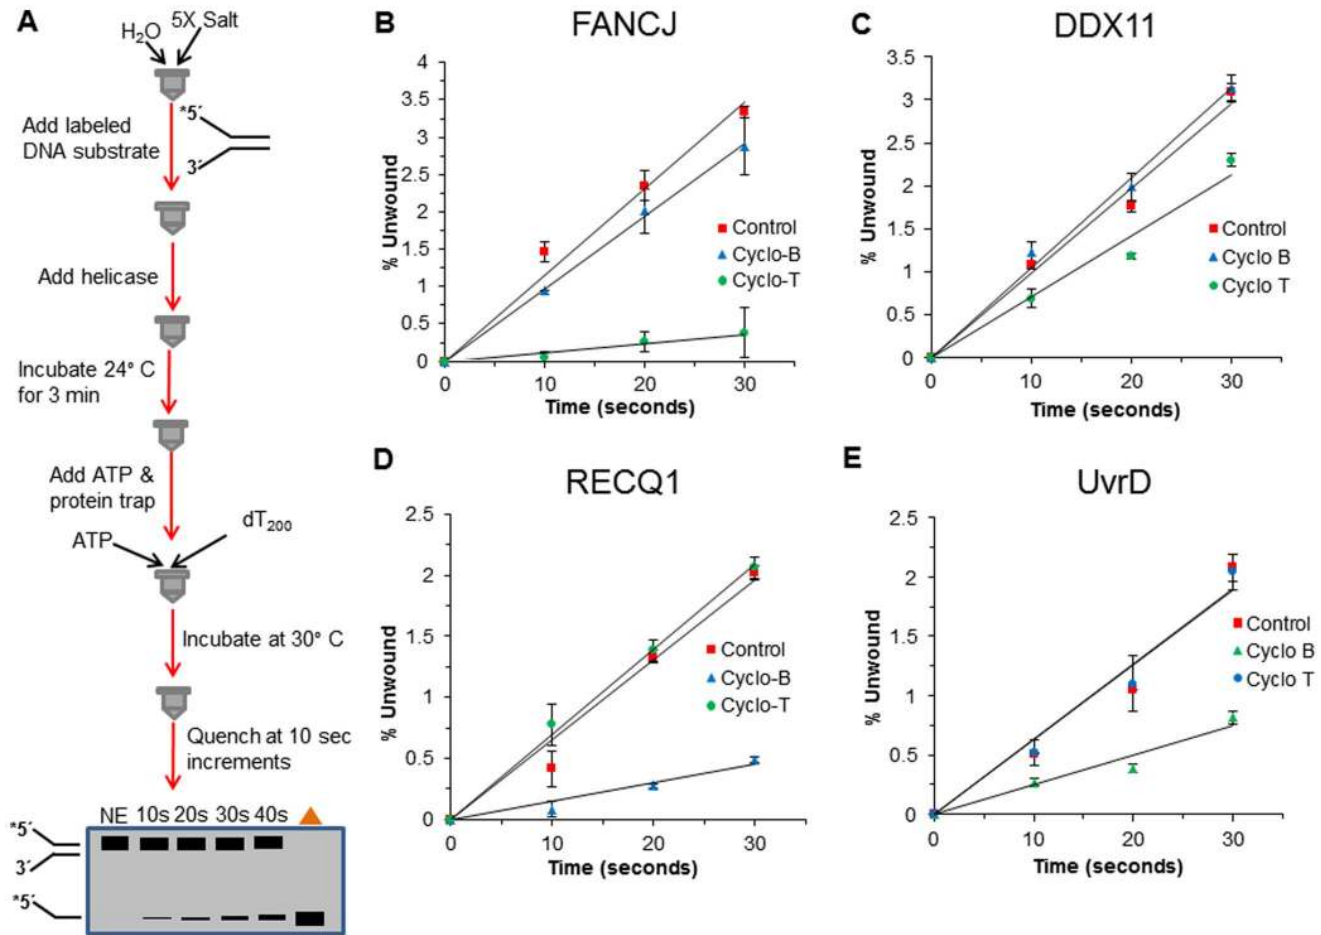 A
H₂O
5X Salt
Add labeled
DNA substrate
*5′
3′
Add helicase
Incubate 24° C
for 3 min
Add ATP &
protein trap
ATP
dT₂₀₀
Incubate at 30° C
Quench at 10 sec
increments
NE 10s 20s 30s 40s
*5′
3′
*5′
B
FANCJ
% Unwound
4
3.5
3
2.5
2
1.5
1
0.5
0
0 10 20 30
Time (seconds)
Control
Cyclo-B
Cyclo-T
C
DDX11
% Unwound
3.5
3
2.5
2
1.5
1
0.5
0
0 10 20 30
Time (seconds)
Control
Cyclo B
Cyclo T
D
RECQ1
% Unwound
2.5
2
1.5
1
0.5
0
0 10 20 30
Time (seconds)
Control
Cyclo-B
Cyclo-T
E
UvrD
% Unwound
2.5
2
1.5
1
0.5
0
0 10 20 30
Time (seconds)
Control
Cyclo B
Cyclo T